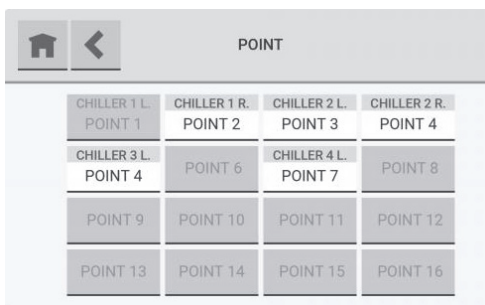 POINT
CHILLER 1 L. CHILLER 1 R. CHILLER 2 L. CHILLER 2 R.
POINT 1 POINT 2 POINT 3 POINT 4
CHILLER 3 L. CHILLER 4 L.
POINT 4 POINT 6 POINT 7 POINT 8
POINT 9 POINT 10 POINT 11 POINT 12
POINT 13 POINT 14 POINT 15 POINT 16